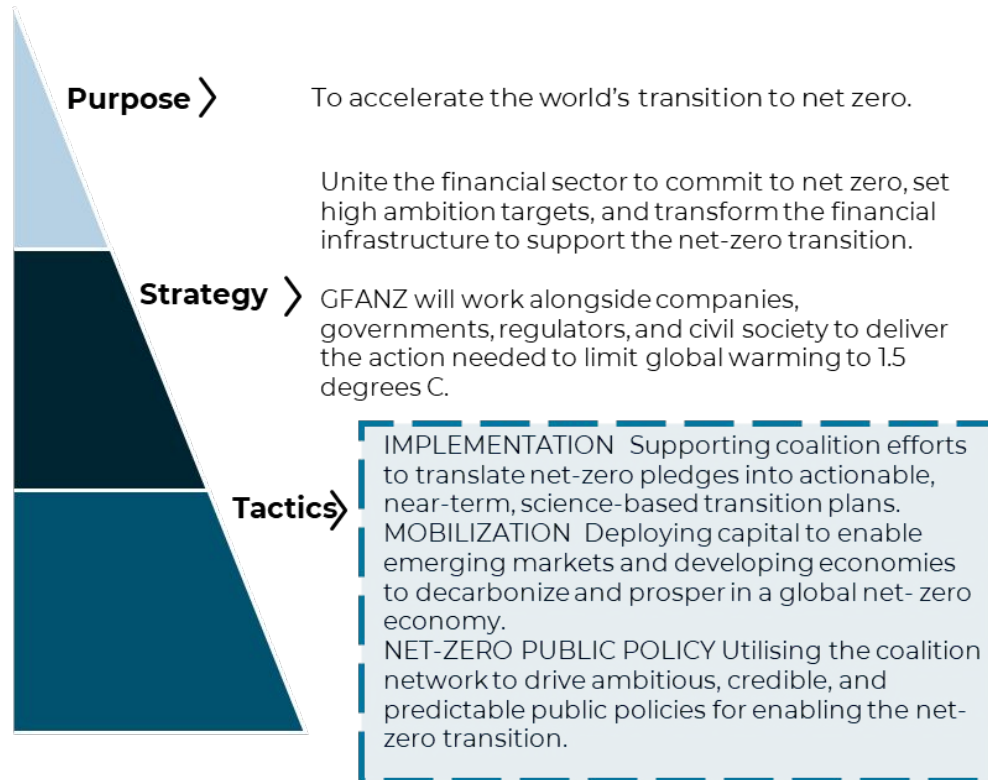 Purpose
To accelerate the world’s transition to net zero.
Unite the financial sector to commit to net zero, set
high ambition targets, and transform the financial
infrastructure to support the net-zero transition.
Strategy
GFANZ will work alongside companies,
governments, regulators, and civil society to deliver
the action needed to limit global warming to 1.5
degrees C.
Tactics
IMPLEMENTATION Supporting coalition efforts
to translate net-zero pledges into actionable,
near-term, science-based transition plans.
MOBILIZATION Deploying capital to enable
emerging markets and developing economies
to decarbonize and prosper in a global net- zero
economy.
NET-ZERO PUBLIC POLICY Utilising the coalition
network to drive ambitious, credible, and
predictable public policies for enabling the net-
zero transition.